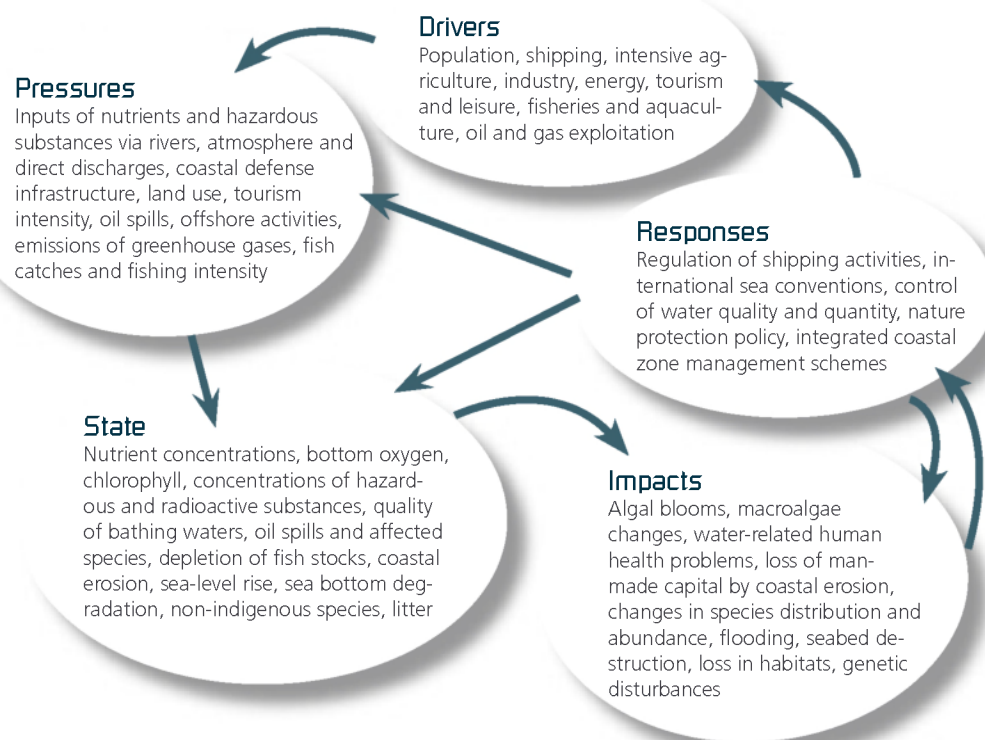 Drivers
Population, shipping, intensive ag-
riculture, industry, energy, tourism
and leisure, fisheries and aquacul-
ture, oil and gas exploitation
Pressures
Inputs of nutrients and hazardous
substances via rivers, atmosphere and
direct discharges, coastal defense
infrastructure, land use, tourism
intensity, oil spills, offshore activities,
emissions of greenhouse gases, fish
catches and fishing intensity
Responses
Regulation of shipping activities, in-
ternational sea conventions, control
of water quality and quantity, nature
protection policy, integrated coastal
zone management schemes
State
Nutrient concentrations, bottom oxygen,
chlorophyll, concentrations of hazard-
ous and radioactive substances, quality
of bathing waters, oil spills and affected
species, depletion of fish stocks, coastal
erosion, sea-level rise, sea bottom deg-
radation, non-indigenous species, litter
Impacts
Algal blooms, macroalgae
changes, water-related human
health problems, loss of man-
made capital by coastal erosion,
changes in species distribution and
abundance, flooding, seabed de-
struction, loss in habitats, genetic
disturbances